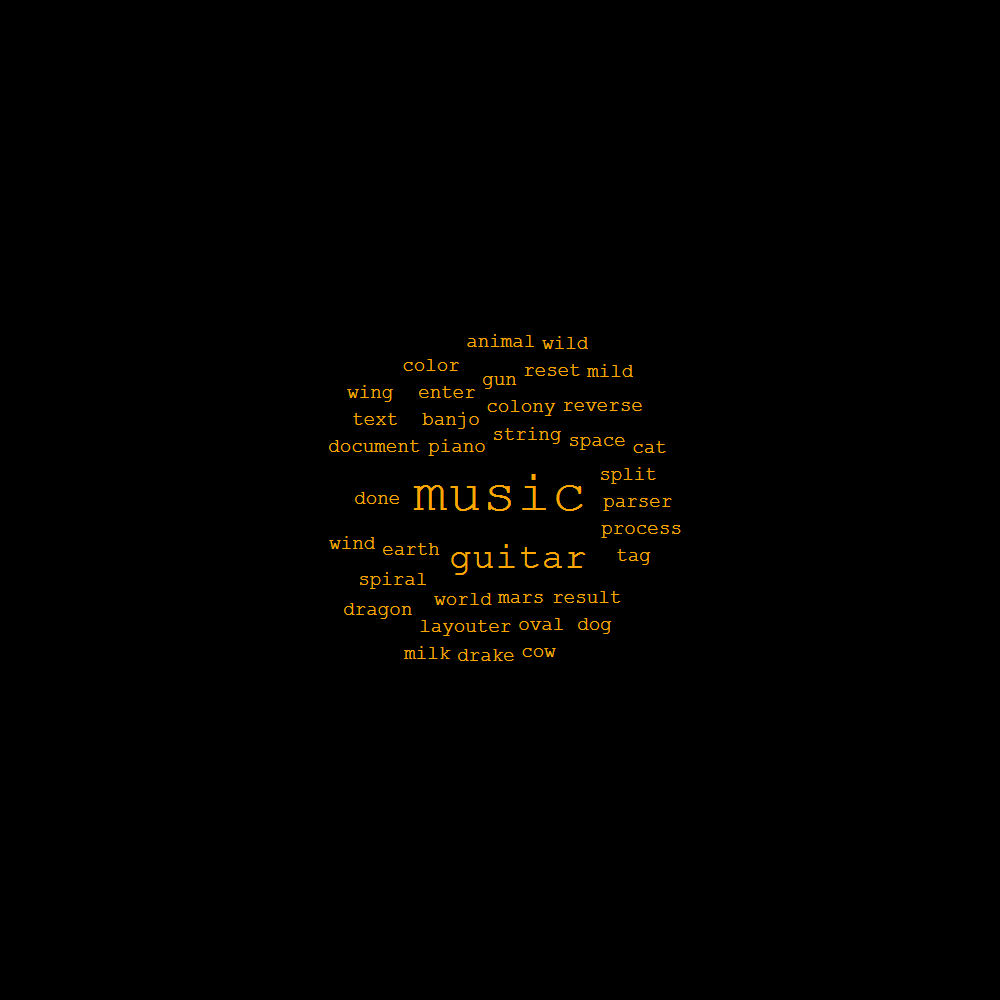 animal wild
color gun reset mild
wing enter colony reverse
text banjo string space cat
document piano
split
done music parser
process
wind earth guitar tag
spiral
dragon world mars result
layouter oval dog
milk drake cow